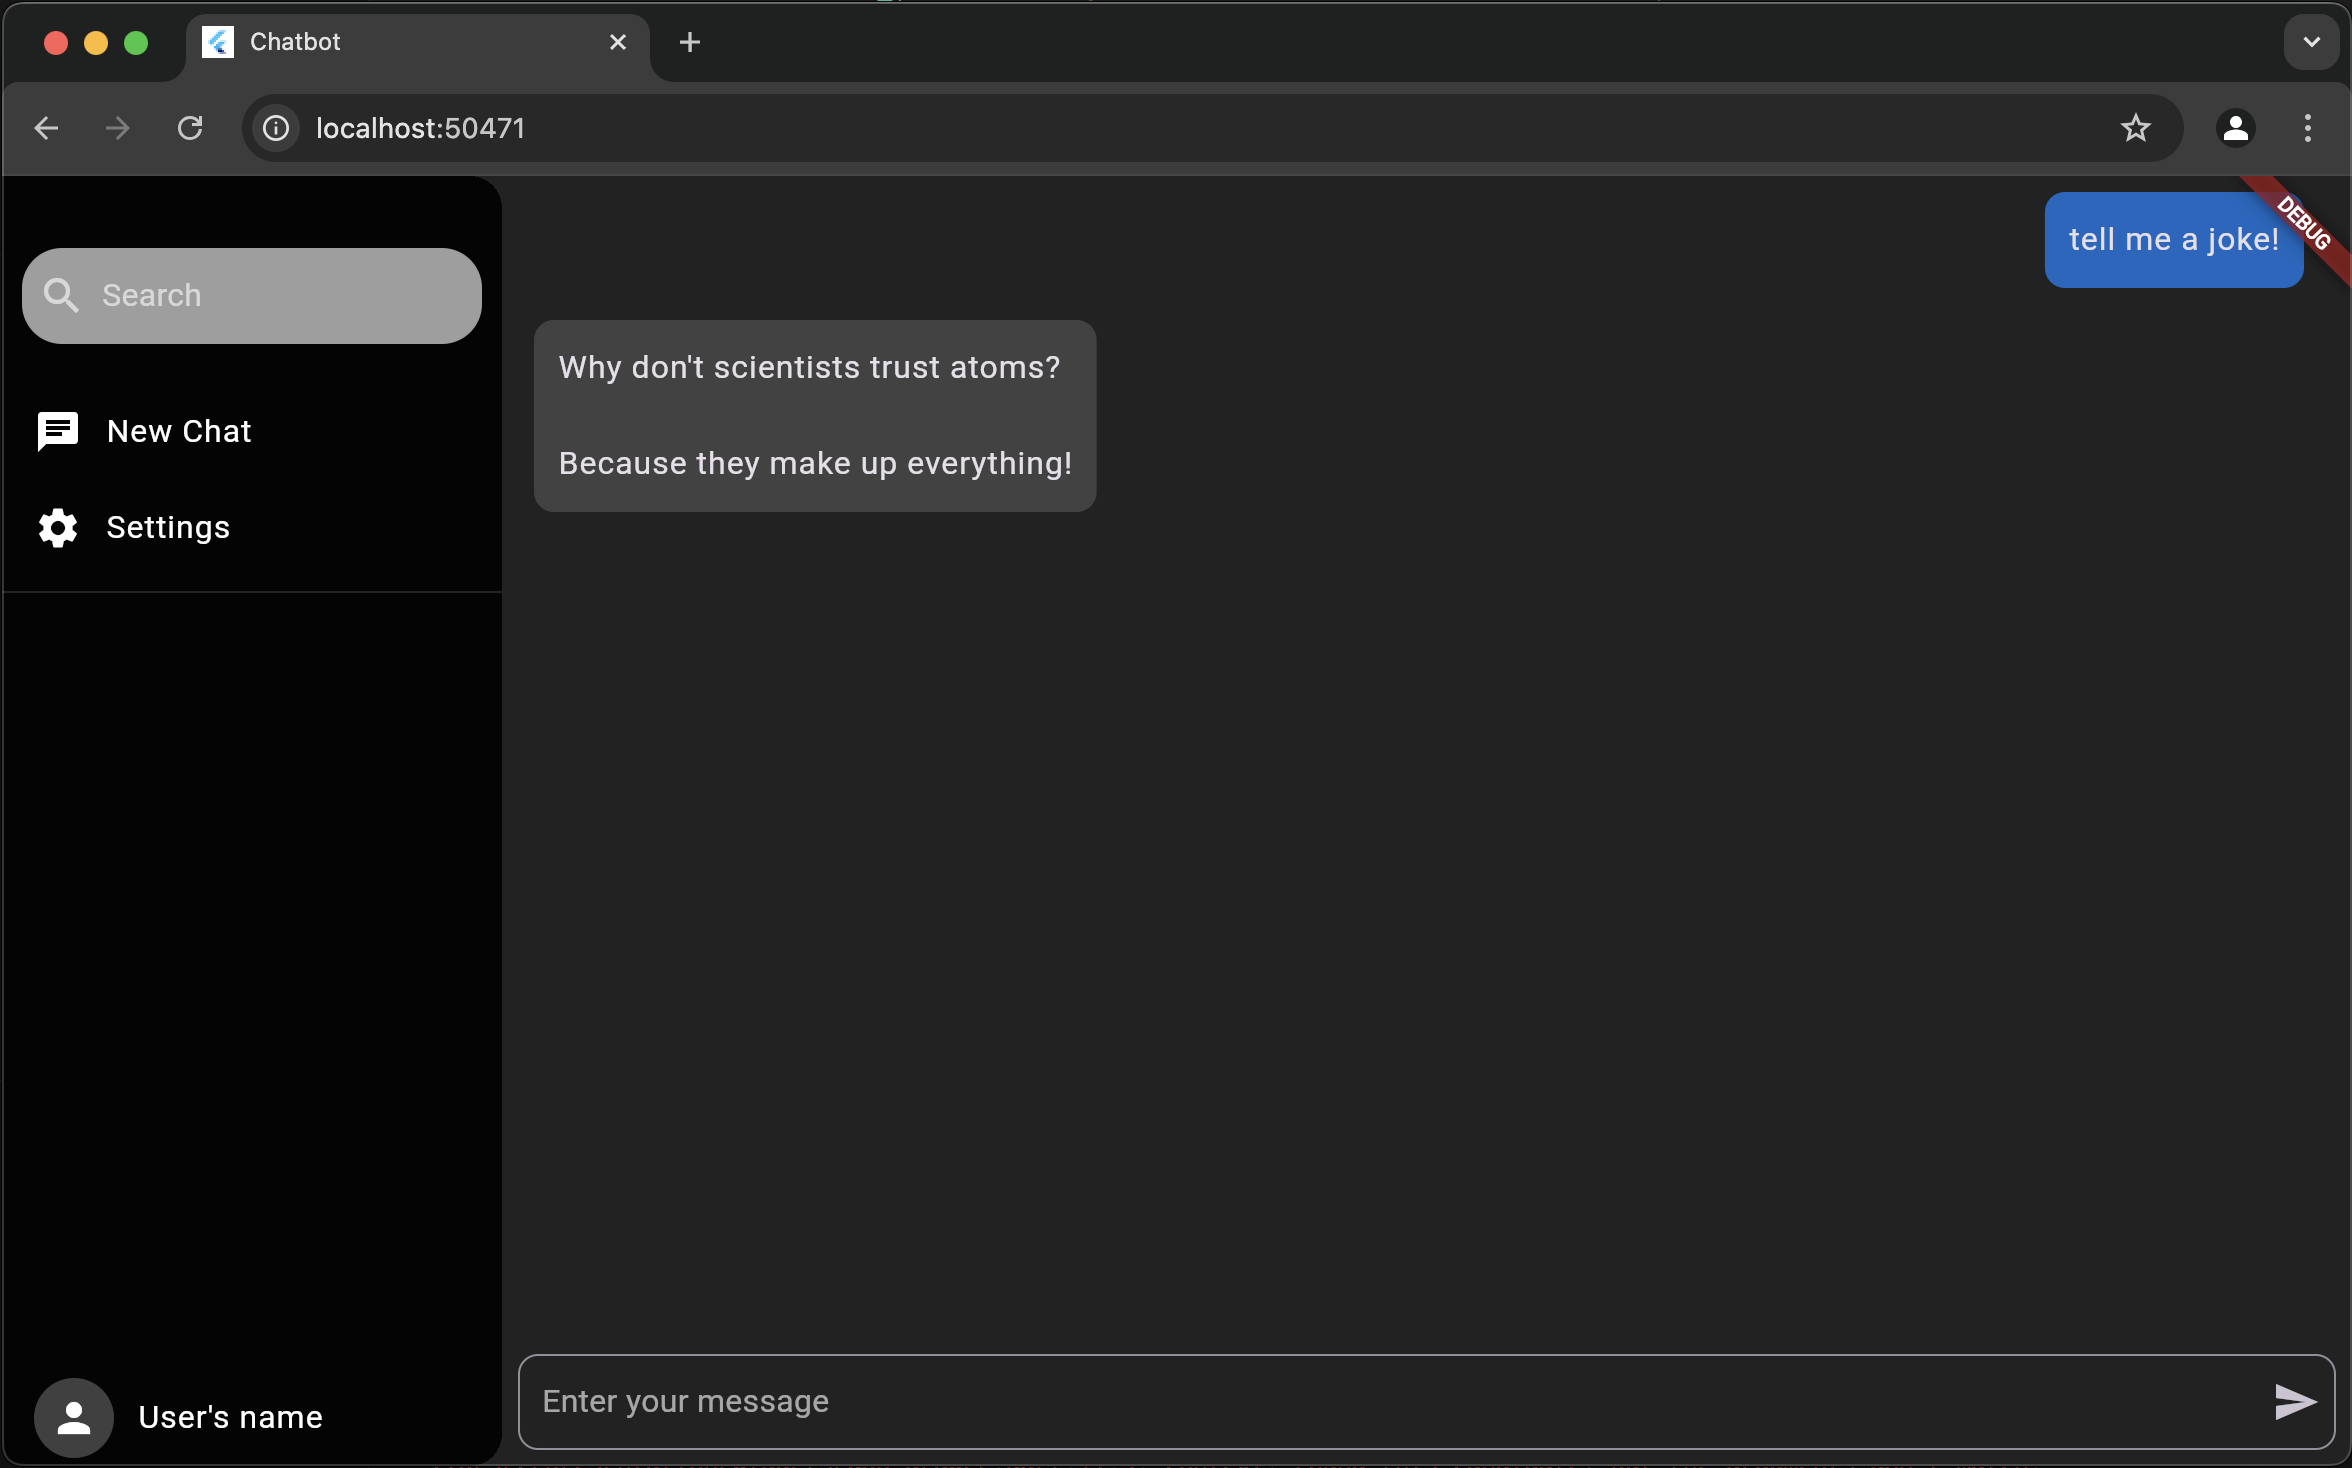 Chatbot
localhost:50471
DEBUG
tell me a joke!
Search
Why don't scientists trust atoms?
New Chat
Because they make up everything!
Settings
Enter your message
User's name